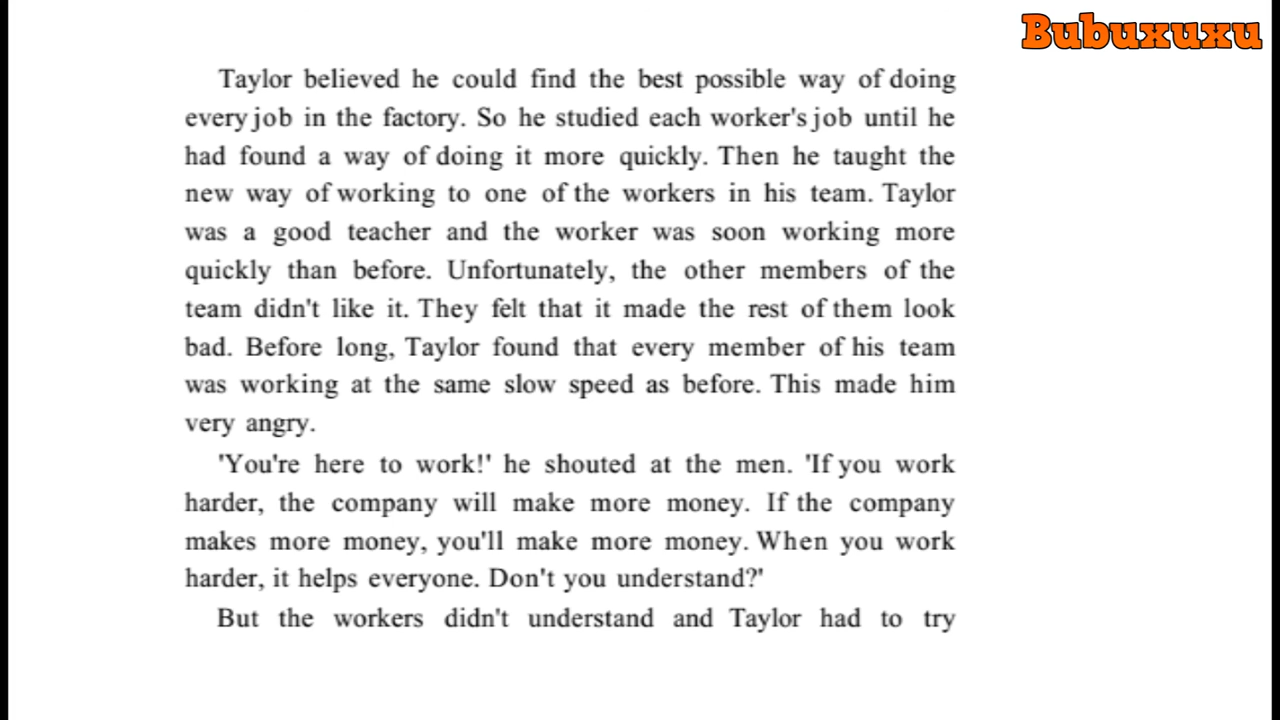 Bubuxuxu
Taylor believed he could find the best possible way of doing
every job in the factory. So he studied each worker's job until he
had found a way of doing it more quickly. Then he taught the
new way of working to one of the workers in his team. Taylor
was a good teacher and the worker was soon working more
quickly than before. Unfortunately, the other members of the
team didn't like it. They felt that it made the rest of them look
bad. Before long, Taylor found that every member of his team
was working at the same slow speed as before. This made him
very angry.
'You're here to work!' he shouted at the men. 'If you work
harder, the company will make more money. If the company
makes more money, you'll make more money. When you work
harder, it helps everyone. Don't you understand?'
But the workers didn't understand and Taylor had to try